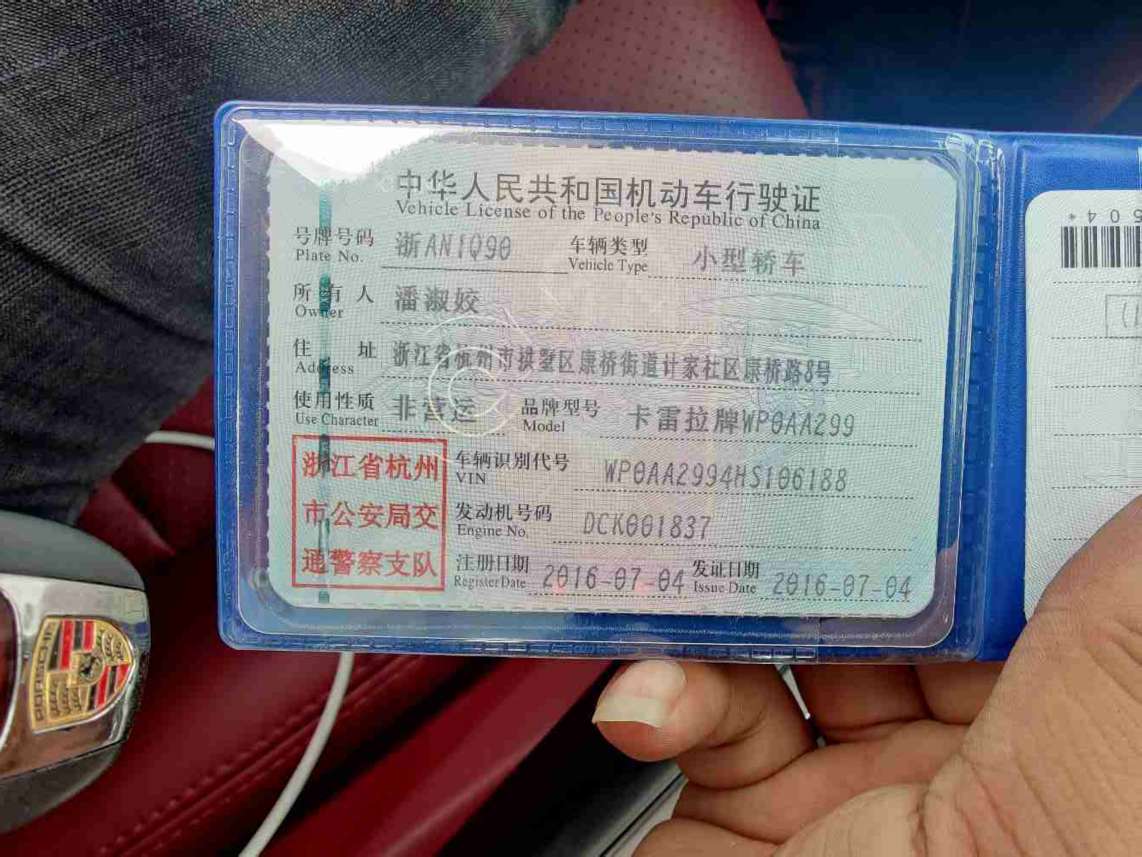 中华人民共和国机动车行驶证
Vehicle License of the People's Republic of China
号牌号码 浙AN1Q90 车辆类型 小型轿车
Plate No. Vehicle Type
所有人 潘淑姣
Owner
住址 浙江省杭州市拱墅区康桥街道计家社区康桥路8号
Address
使用性质 非营运 品牌型号 卡雷拉牌WP0AA299
Use Character Model
浙江省杭州
市公安局交
通警察支队
车辆识别代号 WP0AA2994HS106188
VIN
发动机号码 DCK001837
Engine No.
注册日期 2016-07-04 发证日期 2016-07-04
Register Date Issue Date
PORSCHE